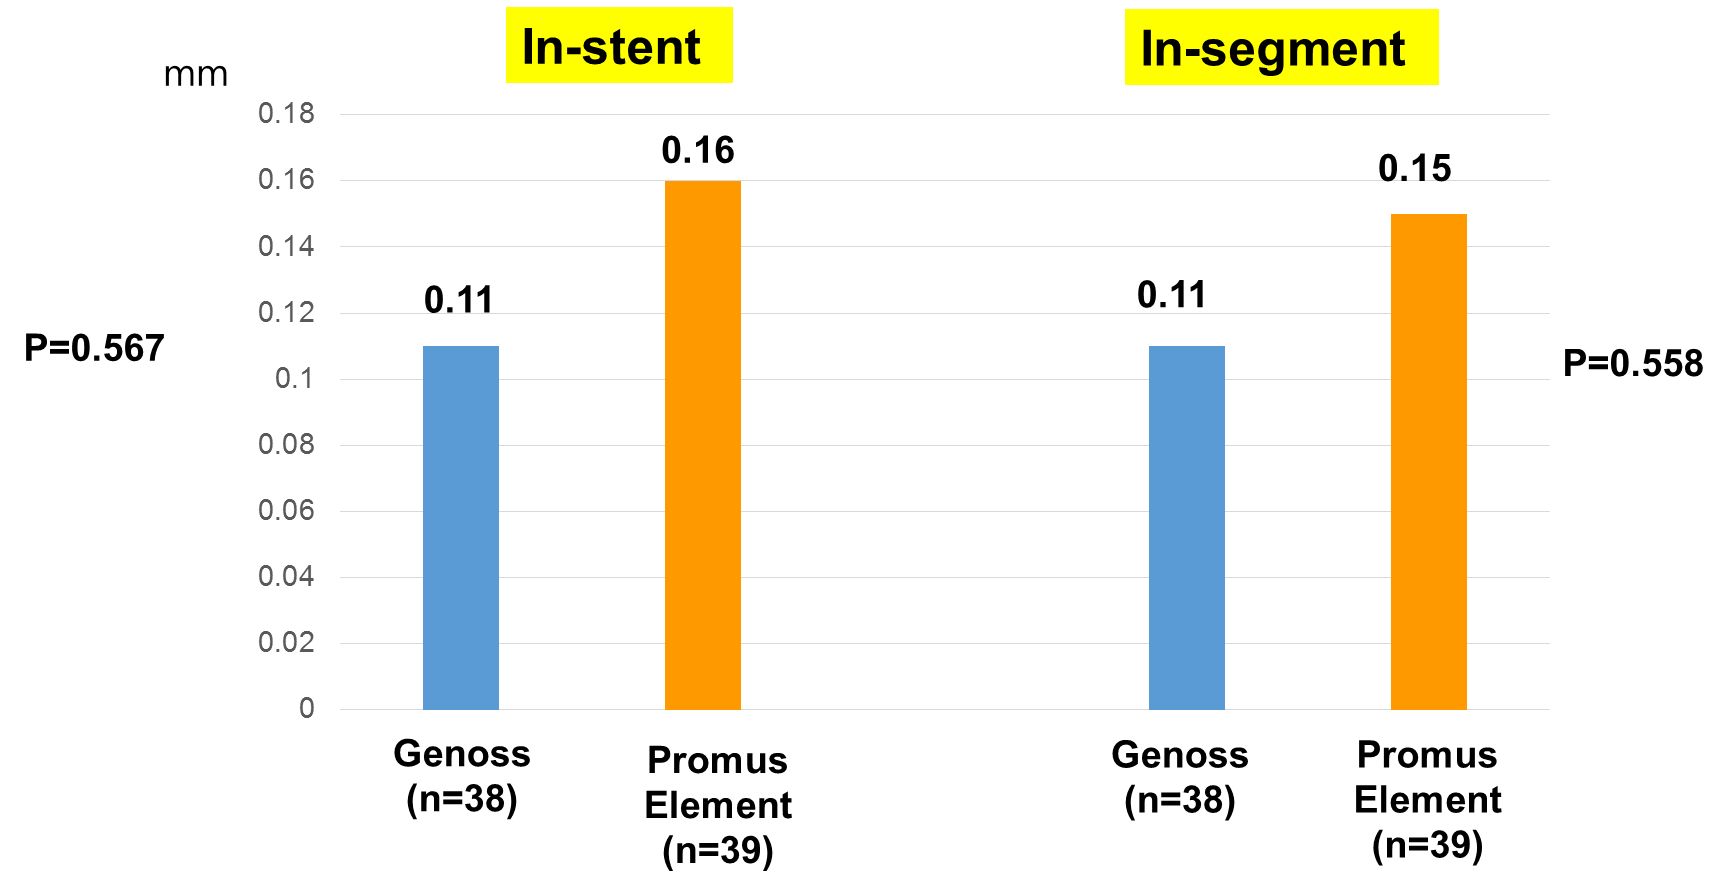 In-stent
In-segment
mm
0.18
0.16
0.14
0.12
0.1
0.08
0.06
0.04
0.02
0
0.11
0.16
0.11
0.15
P=0.567
P=0.558
Genoss
(n=38)
Promus
Element
(n=39)
Genoss
(n=38)
Promus
Element
(n=39)